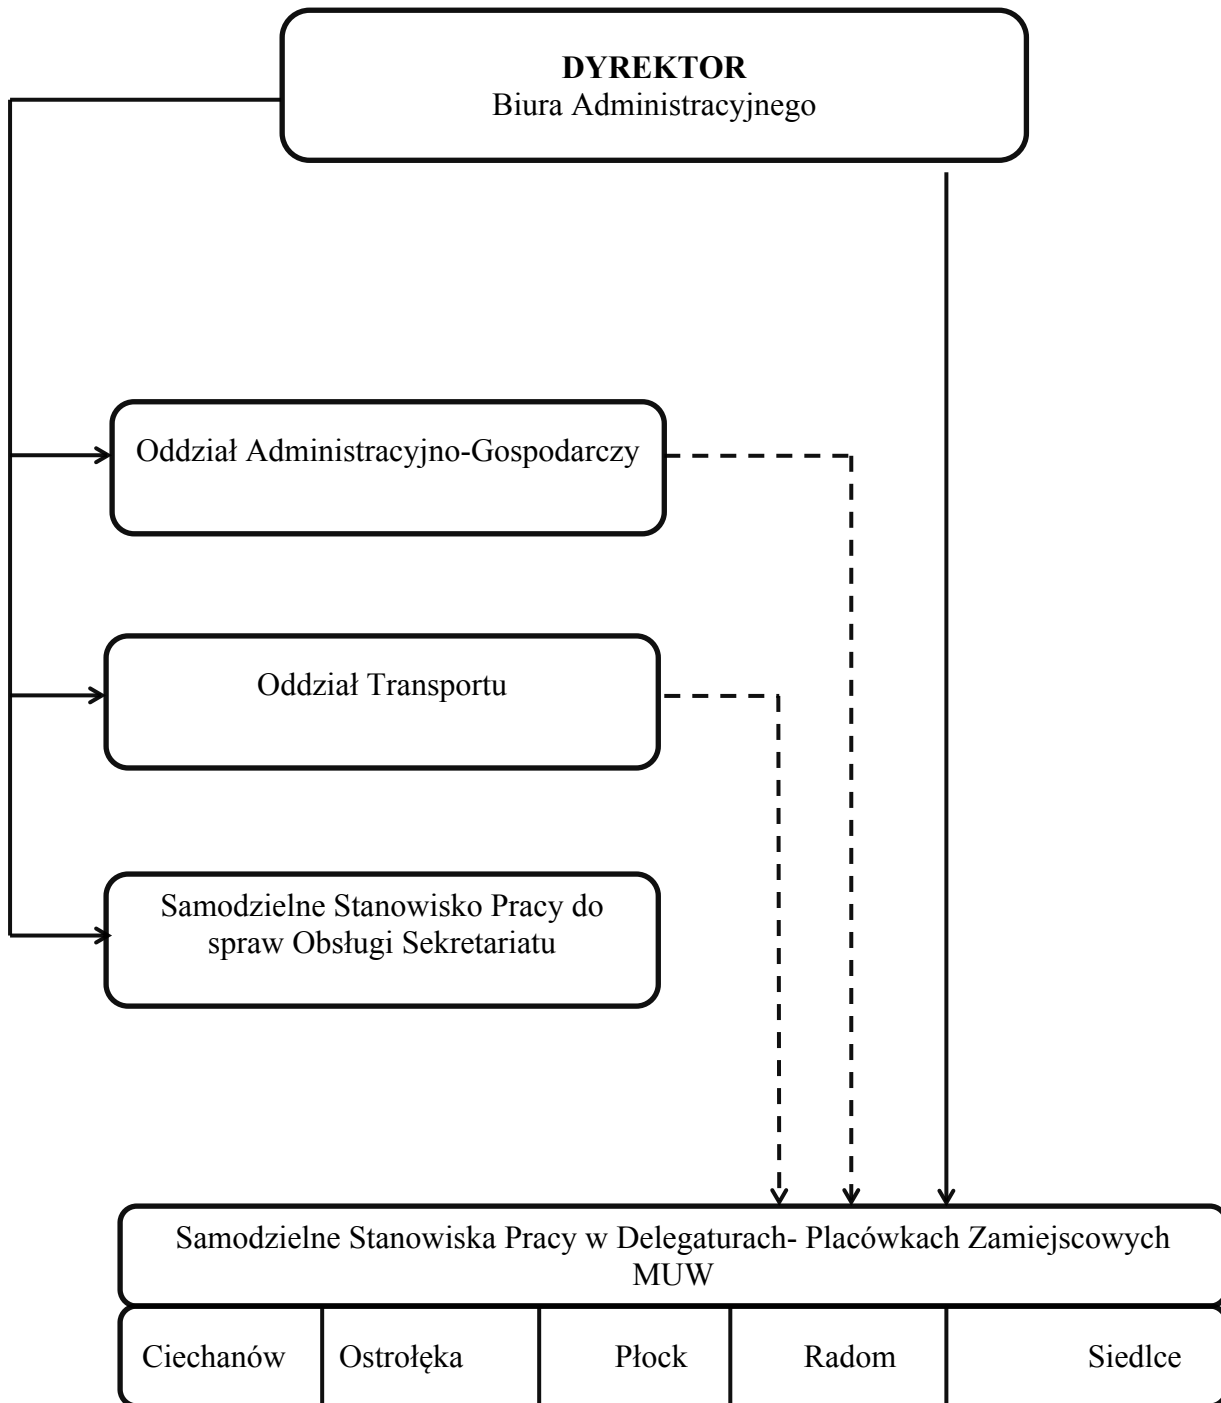 DYREKTOR
Biura Administracyjnego
Oddział Administracyjno-Gospodarczy
Oddział Transportu
Samodzielne Stanowisko Pracy do
spraw Obsługi Sekretariatu
Samodzielne Stanowiska Pracy w Delegaturach- Placówkach Zamiejscowych
MUW
Ciechanów Ostrołęka Płock Radom Siedlce